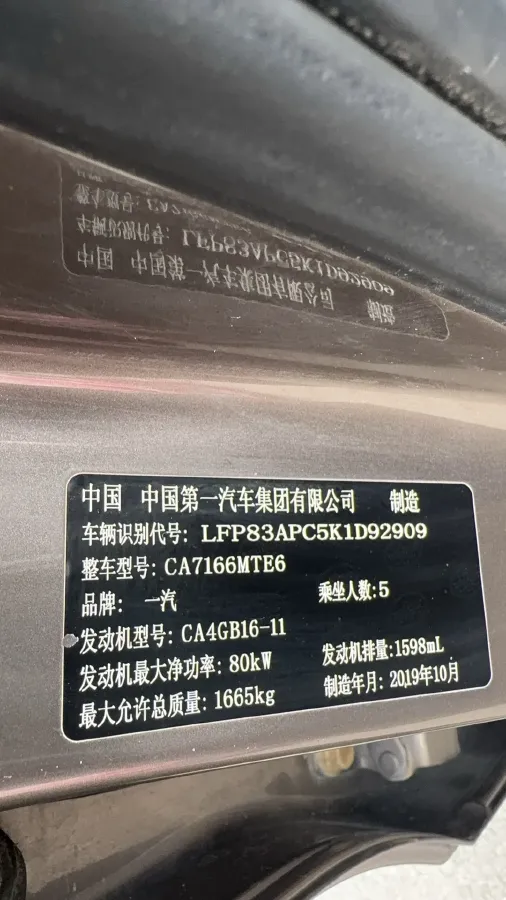 中国 中国第一汽车集团有限公司 制造
车辆识别代号: LFP83APC5K1D92909
整车型号: CA7166MTE6
品牌: 一汽 乘坐人数:5
发动机型号: CA4GB16-11
发动机最大净功率: 80kW 发动机排量:1598mL
最大允许总质量: 1665kg 制造年月: 2019年10月